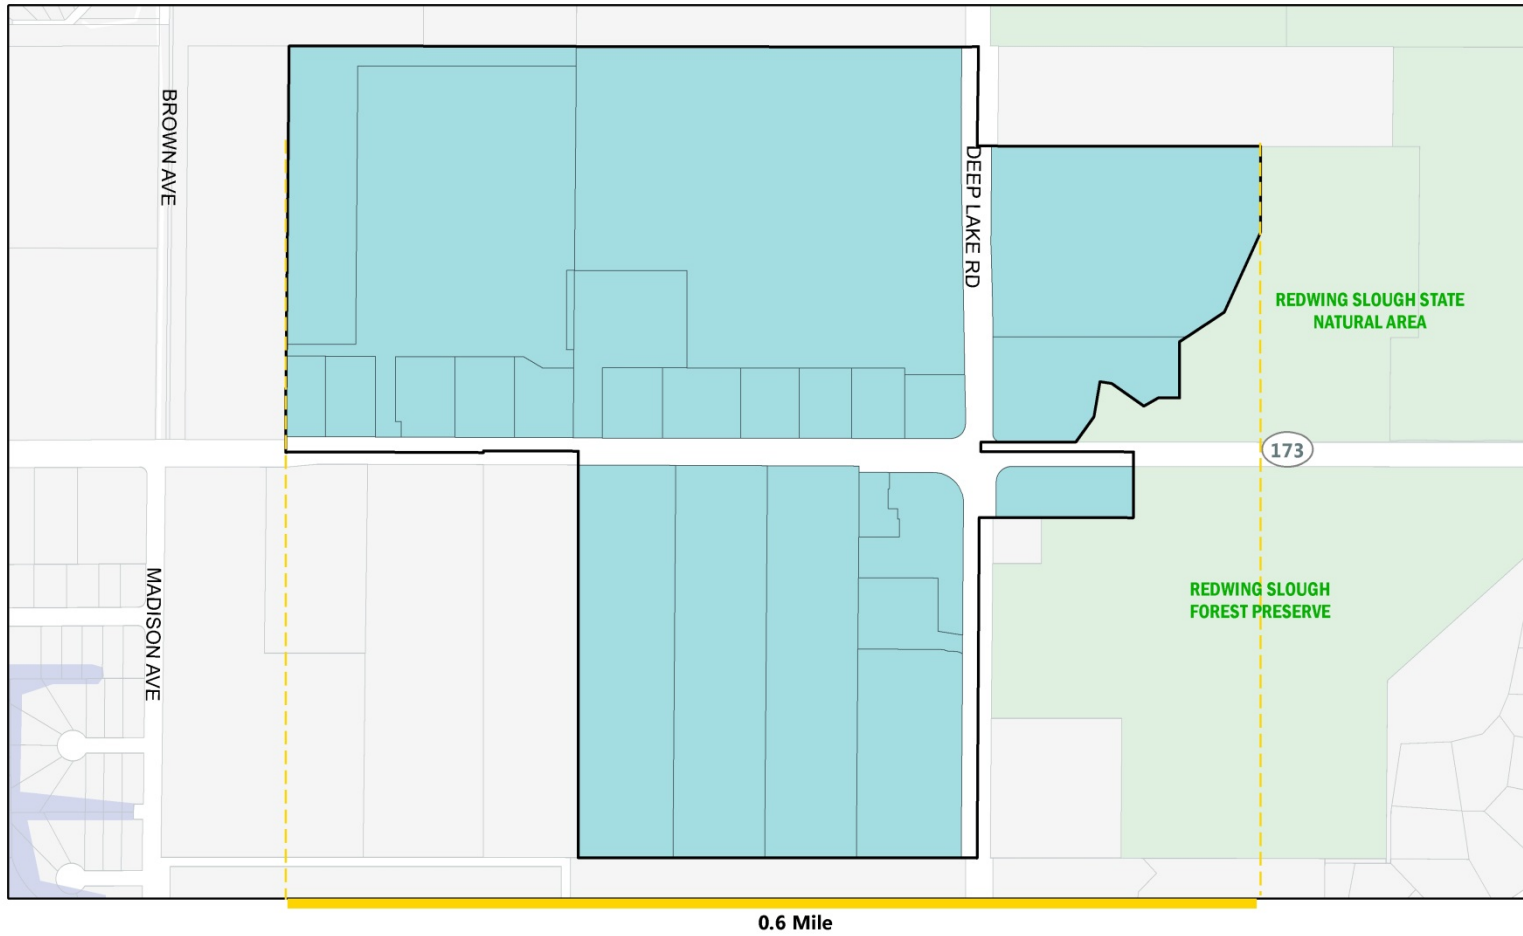 BROWN AVE
DEEP LAKE RD
REDWING SLOUGH STATE
NATURAL AREA
173
MADISON AVE
REDWING SLOUGH
FOREST PRESERVE
0.6 Mile